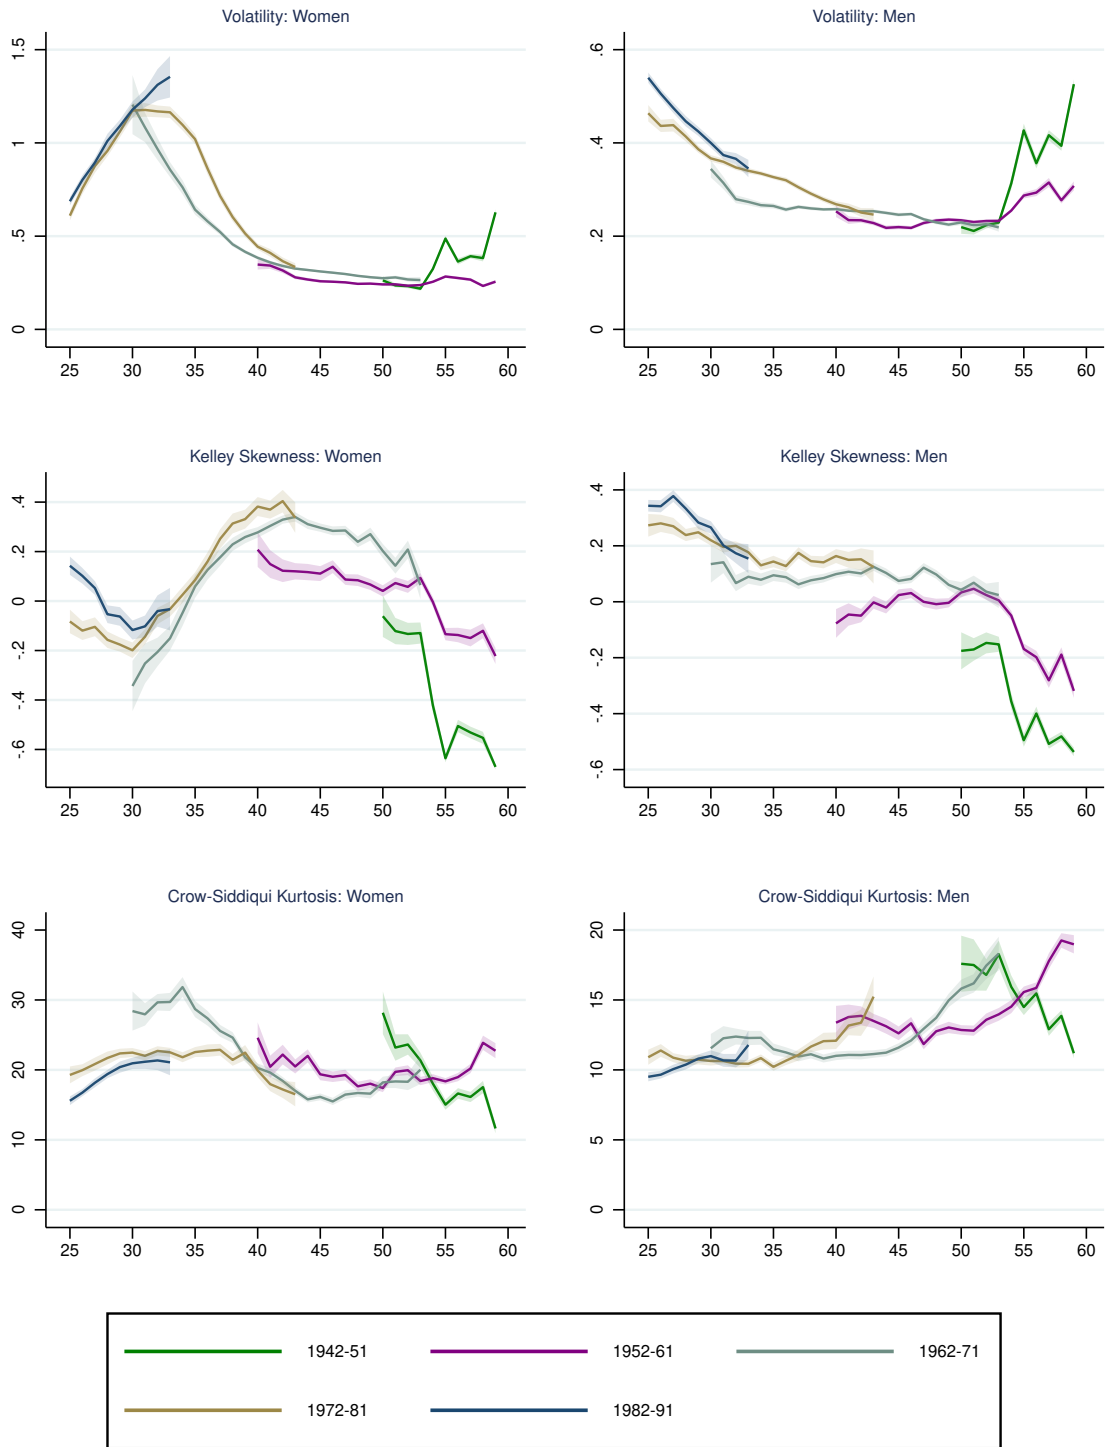 Volatility: Women
1.5
1
.5
0
25 30 35 40 45 50 55 60
Volatility: Men
.6
.4
.2
0
25 30 35 40 45 50 55 60
Kelley Skewness: Women
.4
.2
0
-.2
-.4
-.6
25 30 35 40 45 50 55 60
Kelley Skewness: Men
.4
.2
0
-.2
-.4
-.6
25 30 35 40 45 50 55 60
Crow-Siddiqui Kurtosis: Women
40
30
20
10
0
25 30 35 40 45 50 55 60
Crow-Siddiqui Kurtosis: Men
20
15
10
5
0
25 30 35 40 45 50 55 60
1942-51 1952-61 1962-71
1972-81 1982-91